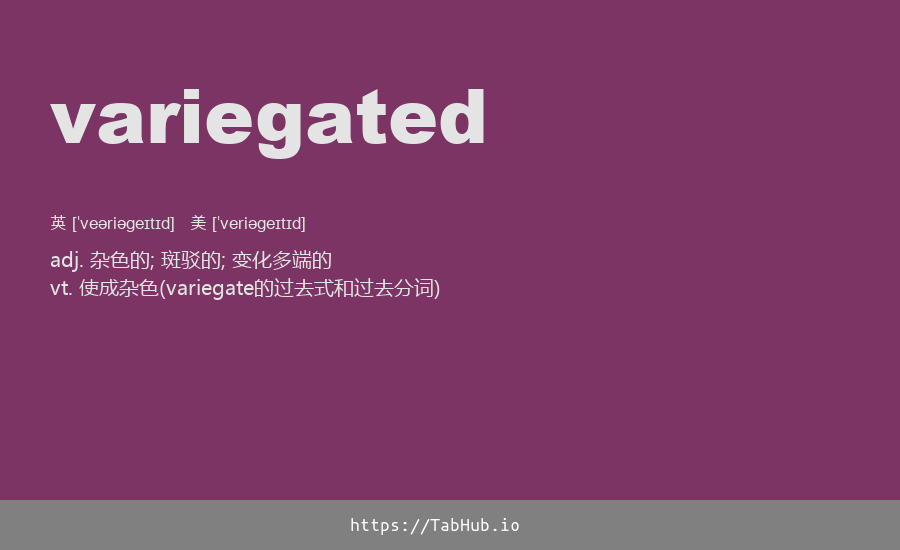 variegated
英 [ˈveəriəgeɪtɪd] 美 [ˈveriəgeɪtɪd]
adj. 杂色的; 斑驳的; 变化多端的
vt. 使成杂色(variegate的过去式和过去分词)
https://TabHub.io